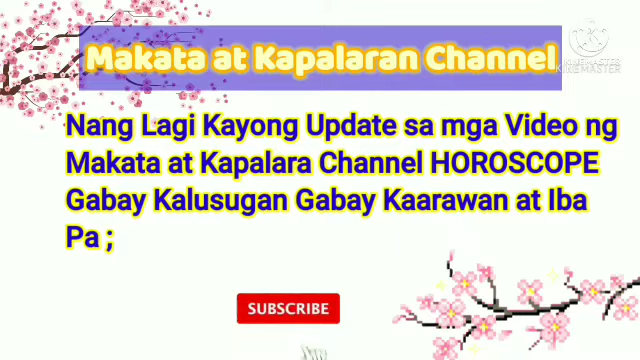 Makata at Kapalaran Channel
KINEMASTER
Nang Lagi Kayong Update sa mga Video ng
Makata at Kapalara Channel HOROSCOPE
Gabay Kalusugan Gabay Kaarawan at Iba
Pa ;
SUBSCRIBE